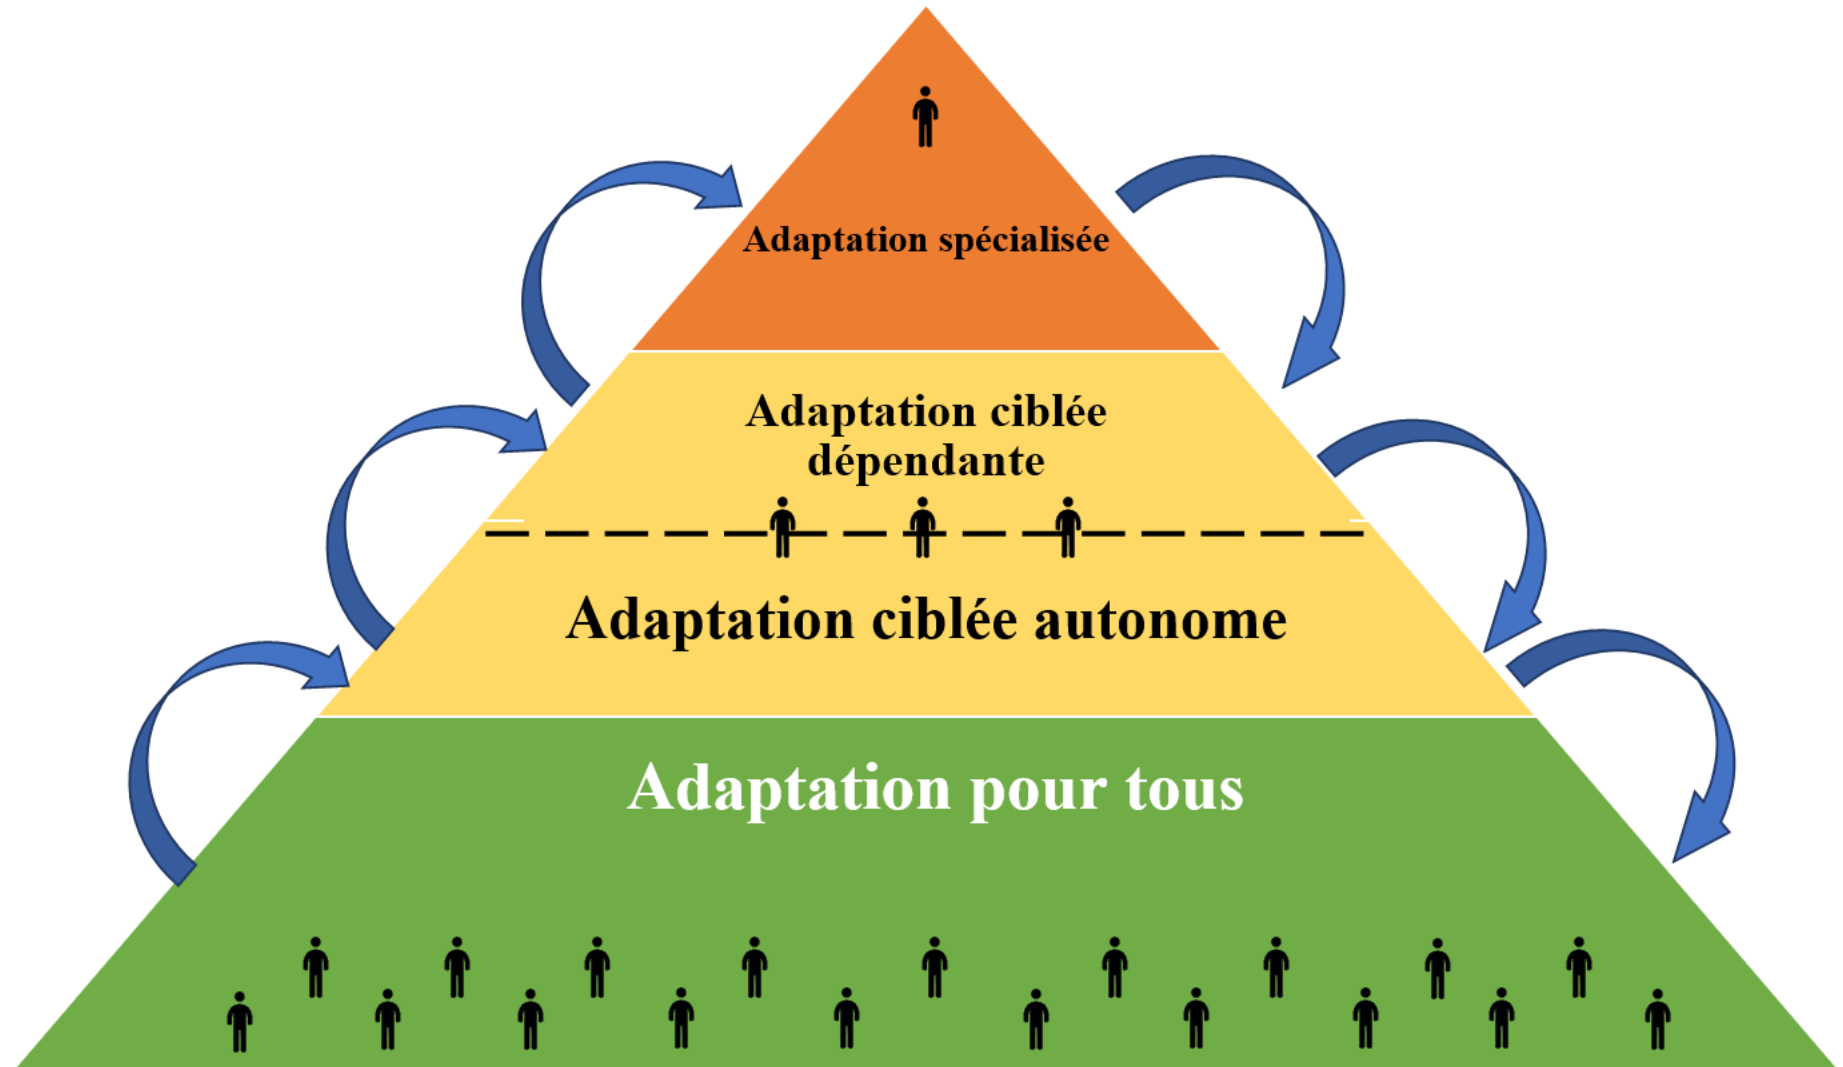 Adaptation spécialisée
Adaptation ciblée
dépendante
Adaptation ciblée autonome
Adaptation pour tous